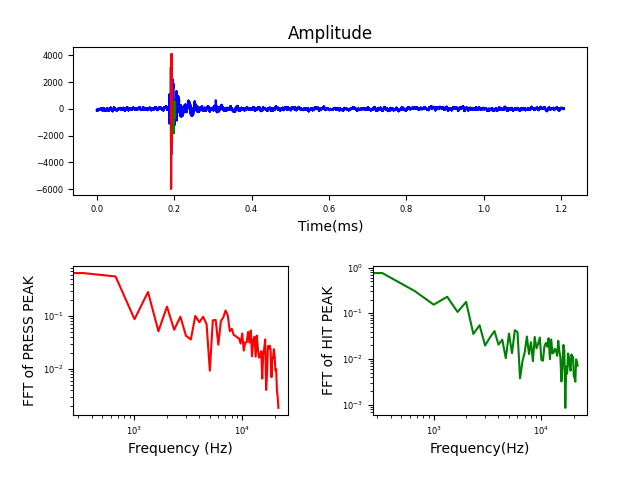 Amplitude
4000
2000
0
−2000
−4000
−6000
0.0 0.2 0.4 0.6 0.8 1.0 1.2
Time(ms)
FFT of PRESS PEAK
10⁻¹
10⁻²
10³ 10⁴
Frequency (Hz)
FFT of HIT PEAK
10⁰
10⁻¹
10⁻²
10⁻³
10³ 10⁴
Frequency(Hz)